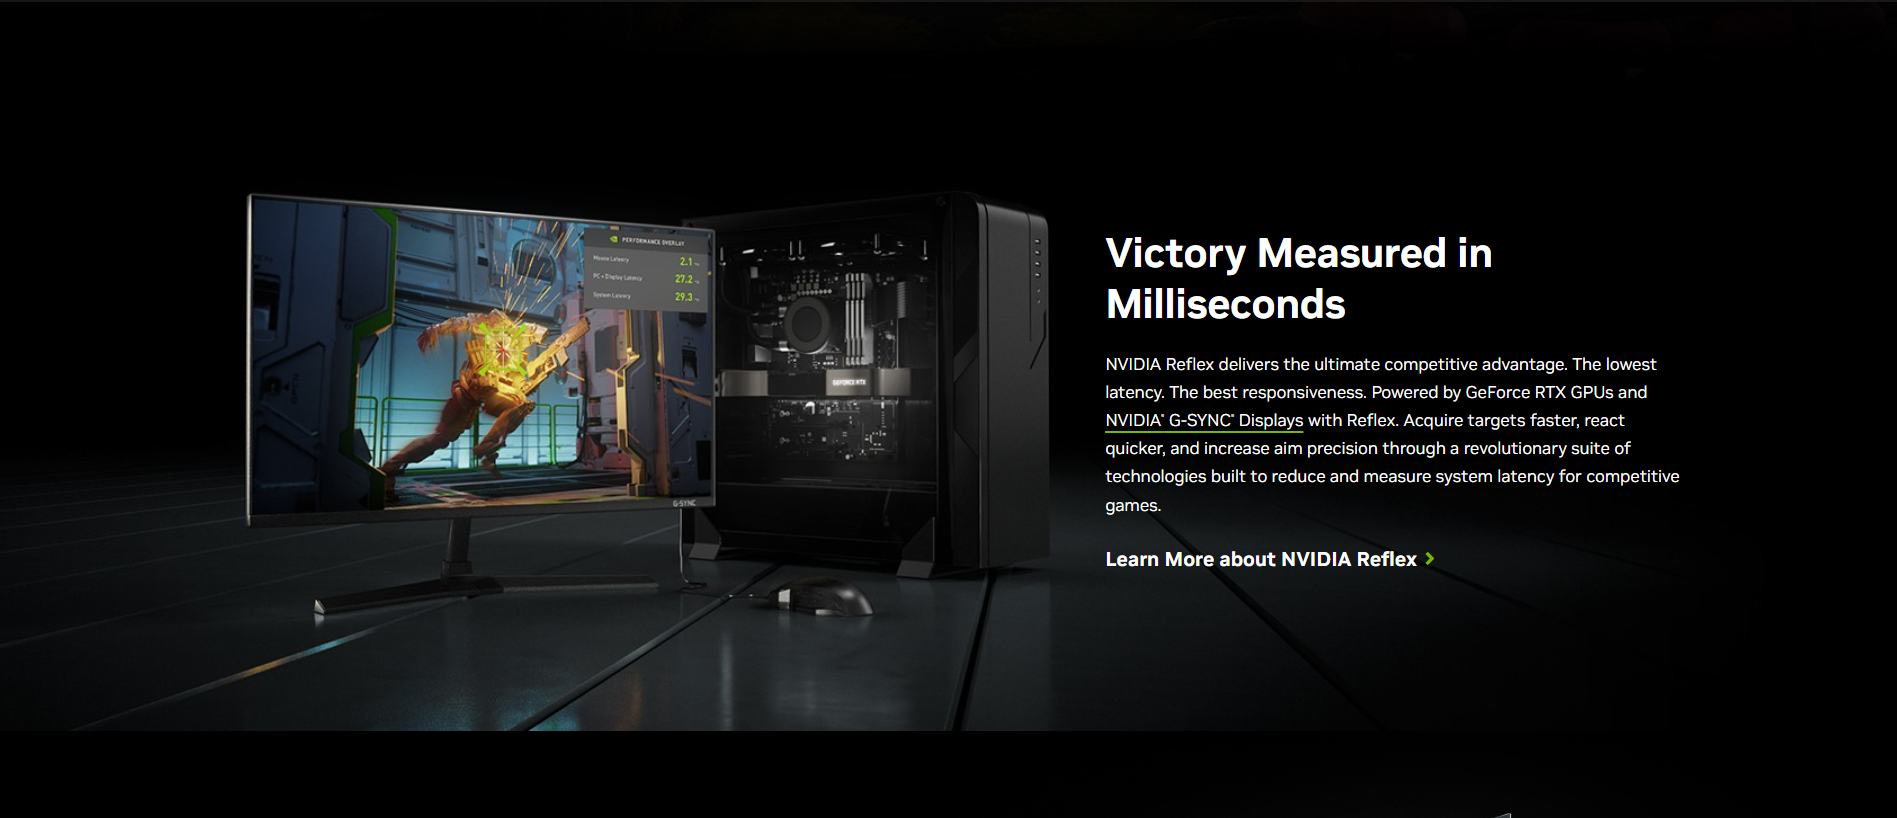 PERFORMANCE OVERLAY
Mouse Latency 2.1
PC + Display Latency 27.2
System Latency 29.3
GEFORCE RTX
G-SYNC
Victory Measured in
Milliseconds
NVIDIA Reflex delivers the ultimate competitive advantage. The lowest
latency. The best responsiveness. Powered by GeForce RTX GPUs and
NVIDIA® G-SYNC® Displays with Reflex. Acquire targets faster, react
quicker, and increase aim precision through a revolutionary suite of
technologies built to reduce and measure system latency for competitive
games.
Learn More about NVIDIA Reflex